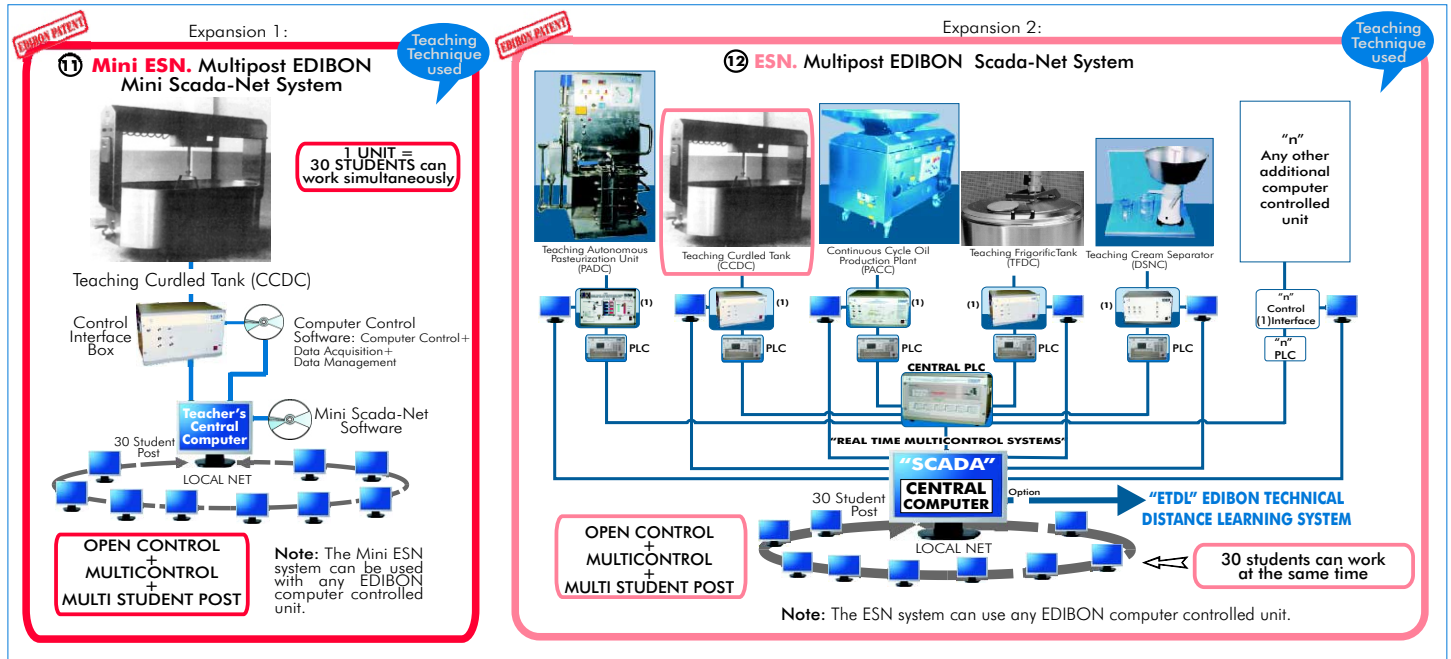 EDIBON PATENT
Expansion 1:
Teaching
Technique
used
11 Mini ESN. Multipost EDIBON
Mini Scada-Net System
1 UNIT =
30 STUDENTS can
work simultaneously
Teaching Curdled Tank (CCDC)
Control
Interface
Box
Computer Control
Software: Computer Control+
Data Acquisition+
Data Management
Teacher's
Central
Computer
Mini Scada-Net
Software
30 Student
Post
LOCAL NET
OPEN CONTROL
+
MULTICONTROL
+
MULTI STUDENT POST
Note: The Mini ESN
system can be used
with any EDIBON
computer controlled
unit.
EDIBON PATENT
Expansion 2:
Teaching
Technique
used
12 ESN. Multipost EDIBON Scada-Net System
Teaching Autonomous
Pasteurization Unit
(PADC)
Teaching Curdled Tank
(CCDC)
Continuous Cycle Oil
Production Plant
(PACC)
Teaching FrigorificTank
(TFDC)
Teaching Cream Separator
(DSNC)
"n"
Any other
additional
computer
controlled
unit
(1)
(1)
(1)
(1)
(1)
"n"
Control
(1)Interface
PLC
PLC
PLC
PLC
PLC
"n"
PLC
CENTRAL PLC
"REAL TIME MULTICONTROL SYSTEMS"
"SCADA"
CENTRAL
COMPUTER
Option
"ETDL" EDIBON TECHNICAL
DISTANCE LEARNING SYSTEM
30 Student
Post
LOCAL NET
OPEN CONTROL
+
MULTICONTROL
+
MULTI STUDENT POST
30 students can work
at the same time
Note: The ESN system can use any EDIBON computer controlled unit.